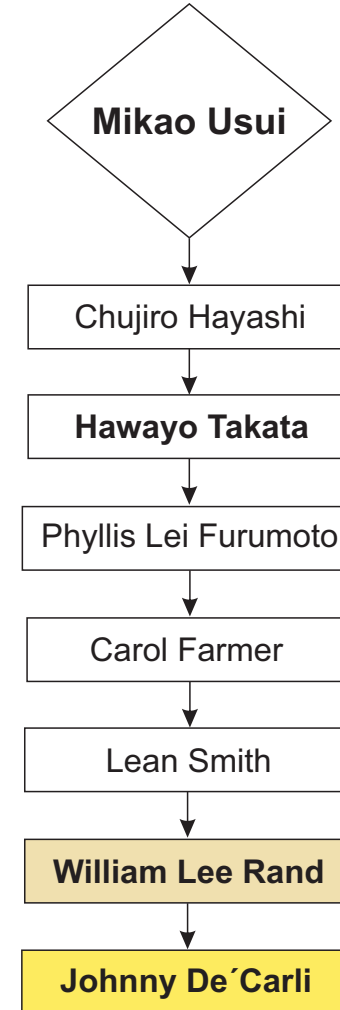 Mikao Usui
Chujiro Hayashi
Hawayo Takata
Phyllis Lei Furumoto
Carol Farmer
Lean Smith
William Lee Rand
Johnny De´Carli